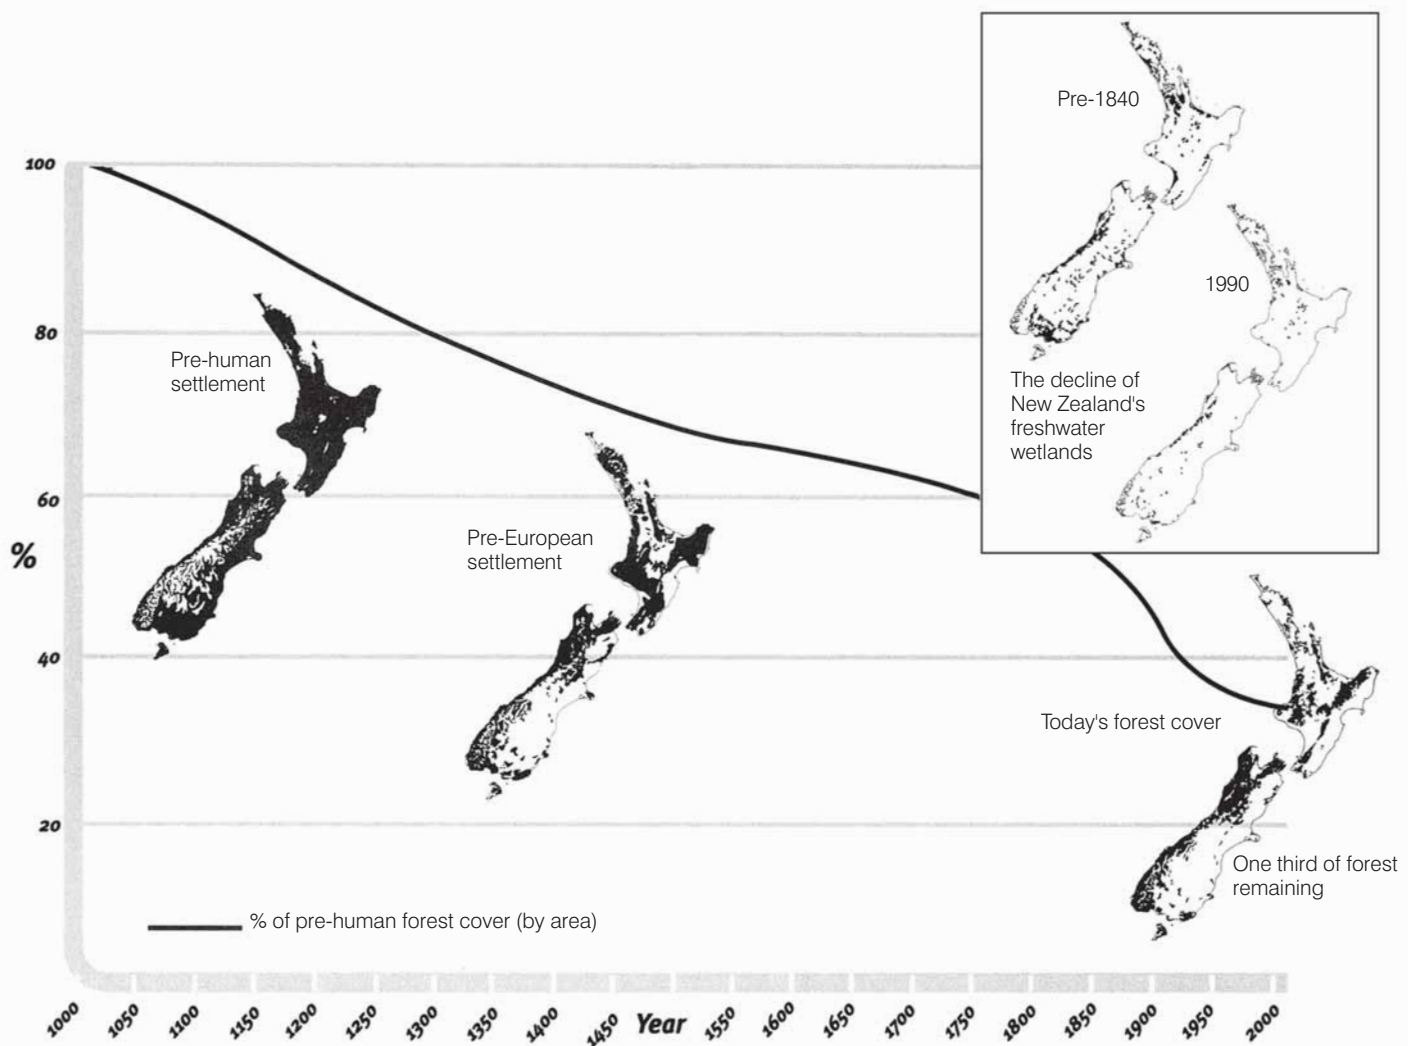 Pre-1840
1990
The decline of
New Zealand's
freshwater
wetlands
100
80
60
%
40
20
Pre-human
settlement
Pre-European
settlement
Today's forest cover
One third of forest
remaining
% of pre-human forest cover (by area)
1000 1050 1100 1150 1200 1250 1300 1350 1400 1450 Year 1550 1600 1650 1700 1750 1800 1850 1900 1950 2000